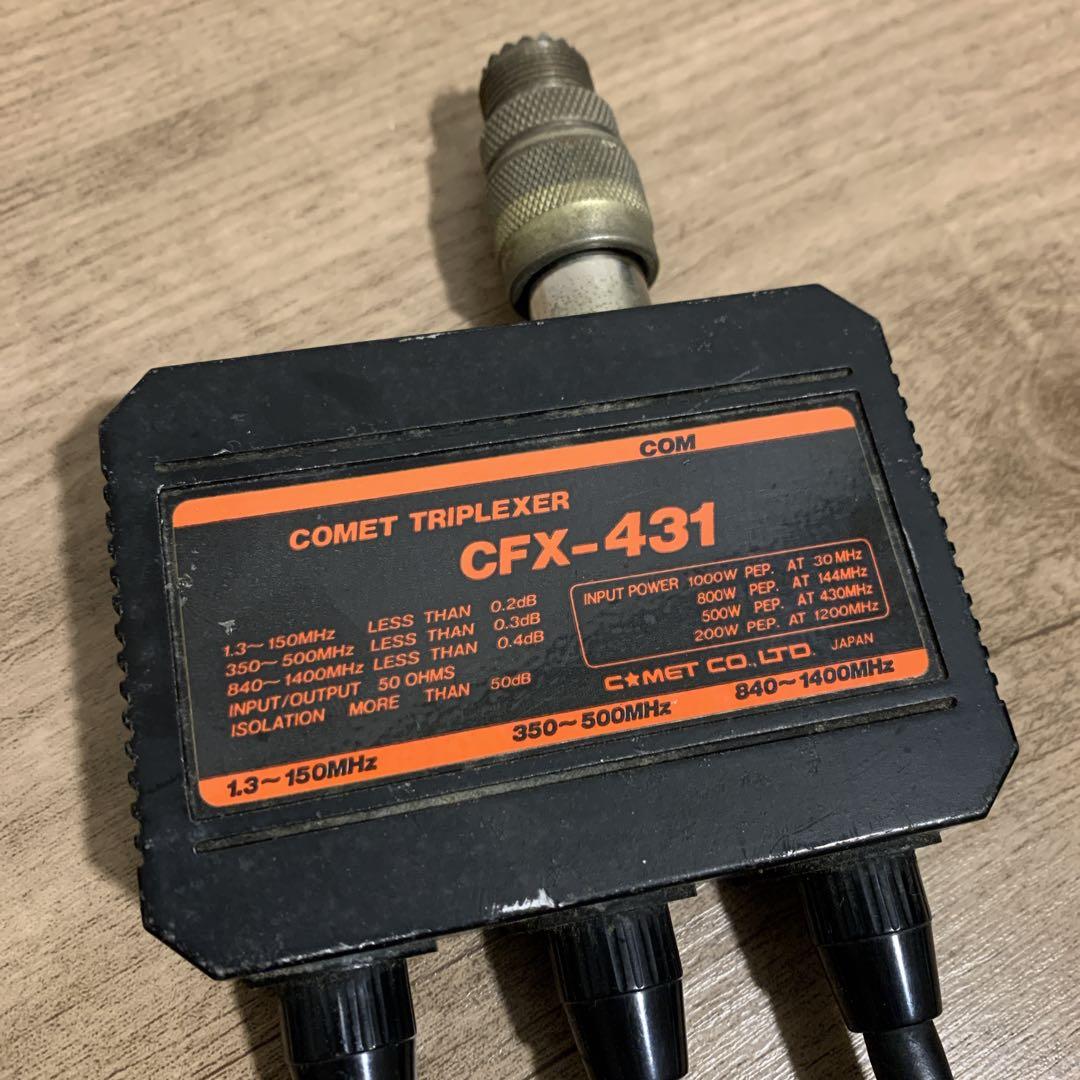 COM
COMET TRIPLEXER
CFX-431
1.3~150MHz LESS THAN 0.2dB
350~500MHz LESS THAN 0.3dB
840~1400MHz LESS THAN 0.4dB
INPUT/OUTPUT 50 OHMS
ISOLATION MORE THAN 50dB
INPUT POWER 1000W PEP. AT 30MHz
800W PEP. AT 144MHz
500W PEP. AT 430MHz
200W PEP. AT 1200MHz
C★MET CO., LTD. JAPAN
1.3~150MHz 350~500MHz 840~1400MHz